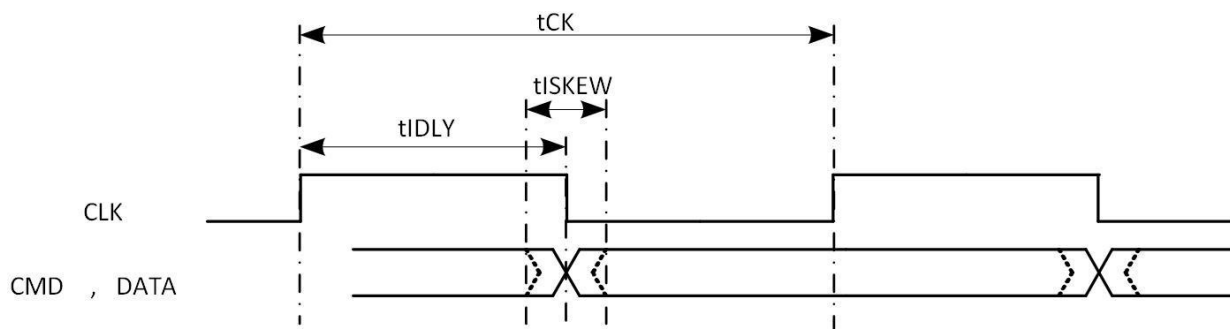 tCK
tISKEW
tIDLY
CLK
CMD , DATA